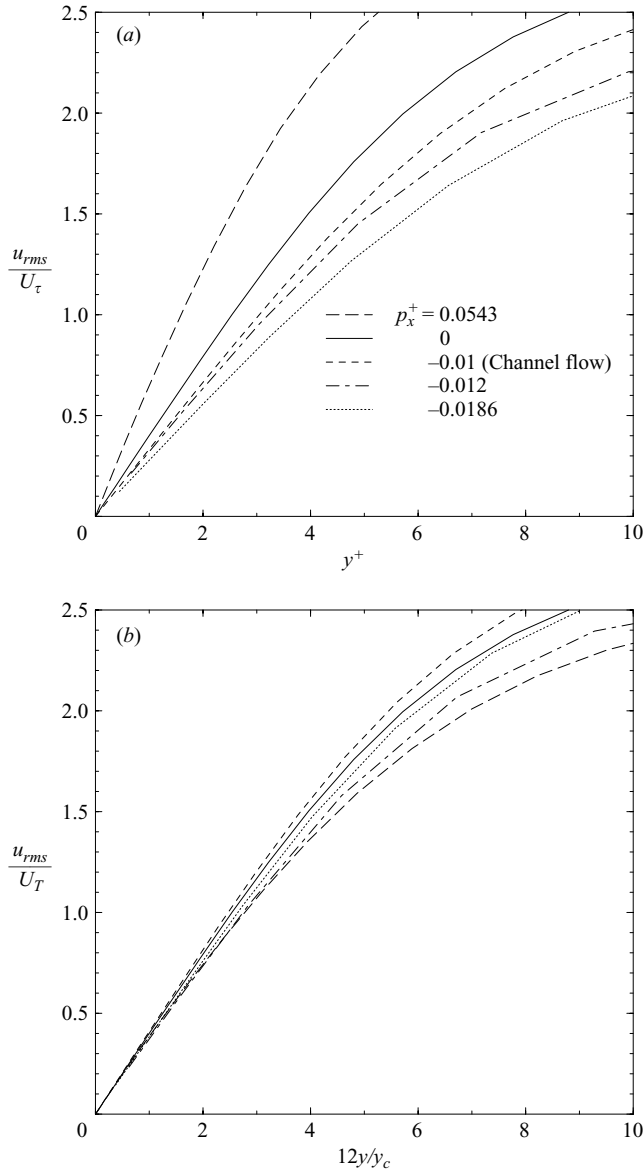 2.5
(a)
2.0
1.5
u_rms
U_τ
p_x^+ = 0.0543
1.0
0
–0.01 (Channel flow)
–0.012
0.5
–0.0186
0 2 4 6 8 10
y^+
2.5
(b)
2.0
1.5
u_rms
U_T
1.0
0.5
0 2 4 6 8 10
12y/y_c